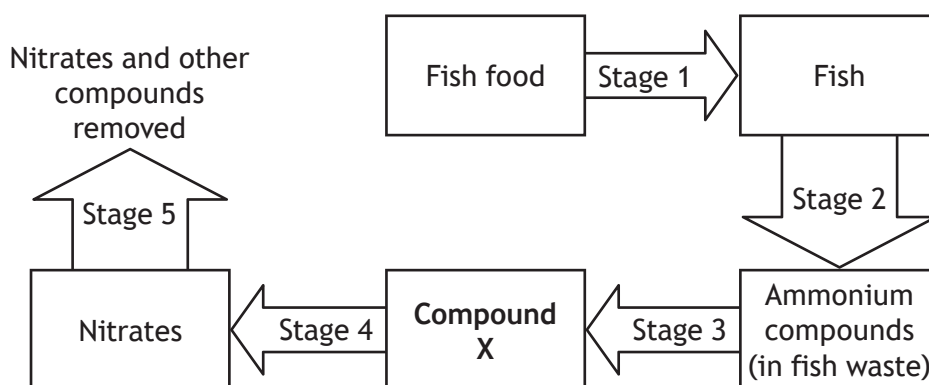 Nitrates and other
compounds
removed
Fish food
Stage 1
Fish
Stage 5
Stage 2
Nitrates
Stage 4
Compound
X
Stage 3
Ammonium
compounds
(in fish waste)